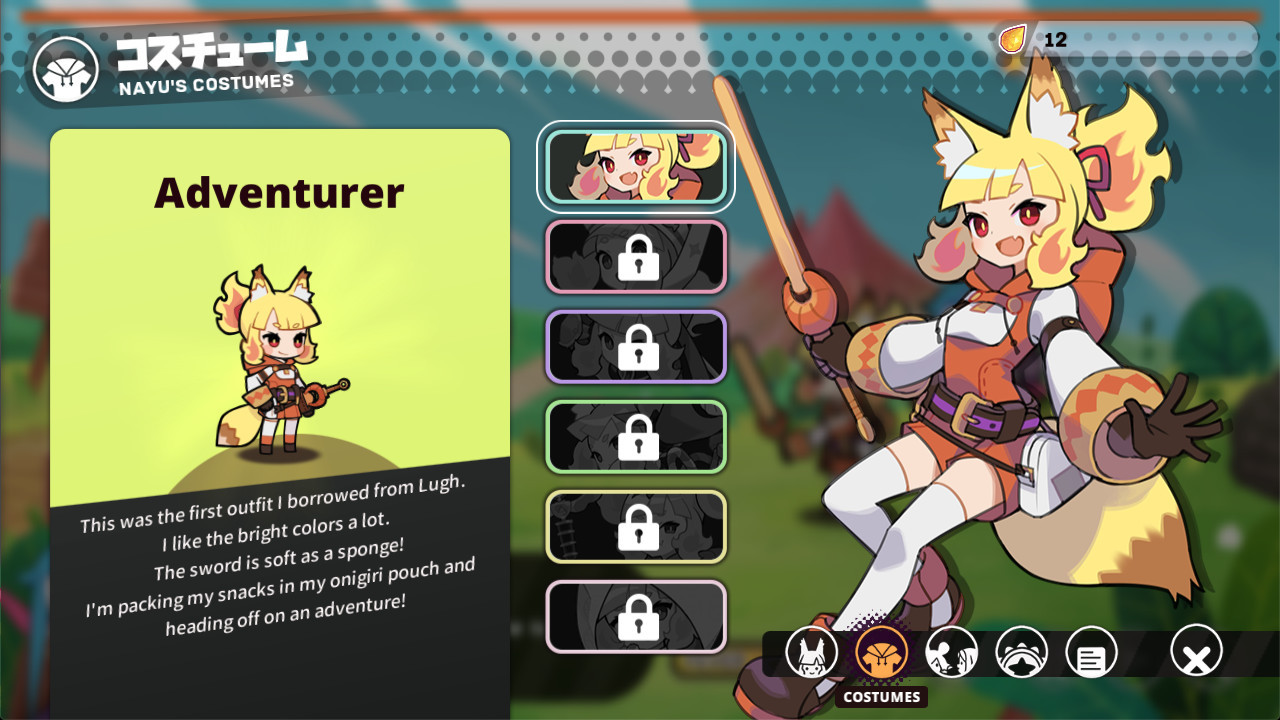 コスチューム
NAYU'S COSTUMES
12
Adventurer
This was the first outfit I borrowed from Lugh.
I like the bright colors a lot.
The sword is soft as a sponge!
I'm packing my snacks in my onigiri pouch and
heading off on an adventure!
COSTUMES